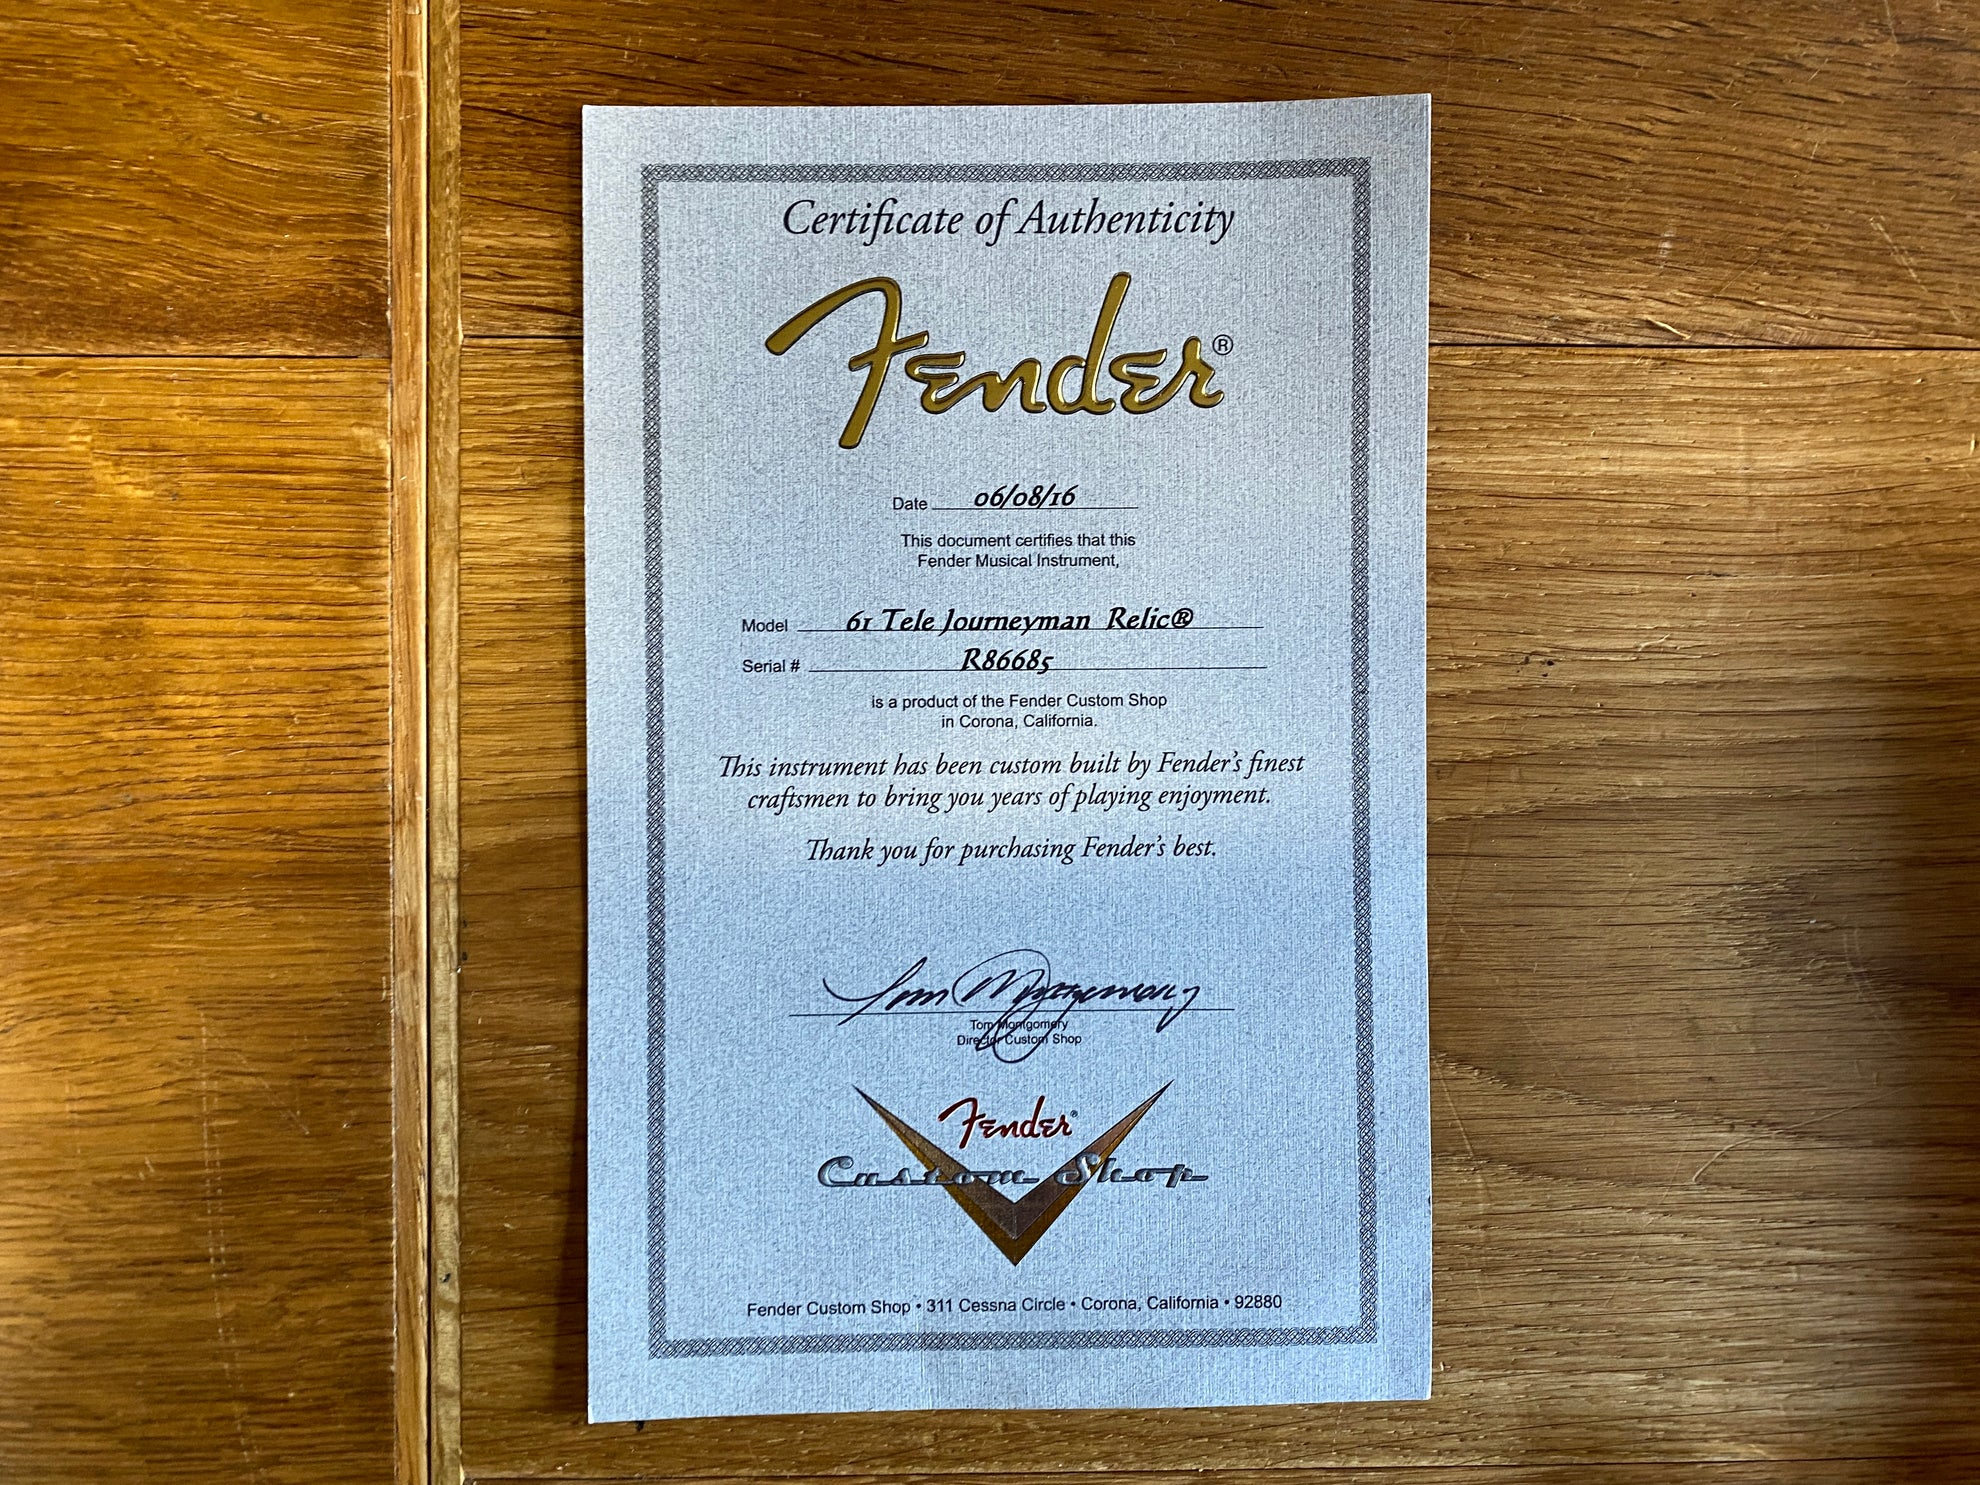 Certificate of Authenticity
Fender®
Date 06/08/16
This document certifies that this
Fender Musical Instrument,
Model 61 Tele Journeyman Relic®
Serial # R86685
is a product of the Fender Custom Shop
in Corona, California.
This instrument has been custom built by Fender's finest
craftsmen to bring you years of playing enjoyment.
Thank you for purchasing Fender's best.
Tom Montgomery
Tom Montgomery
Director Custom Shop
Fender®
Custom Shop
Fender Custom Shop • 311 Cessna Circle • Corona, California • 92880